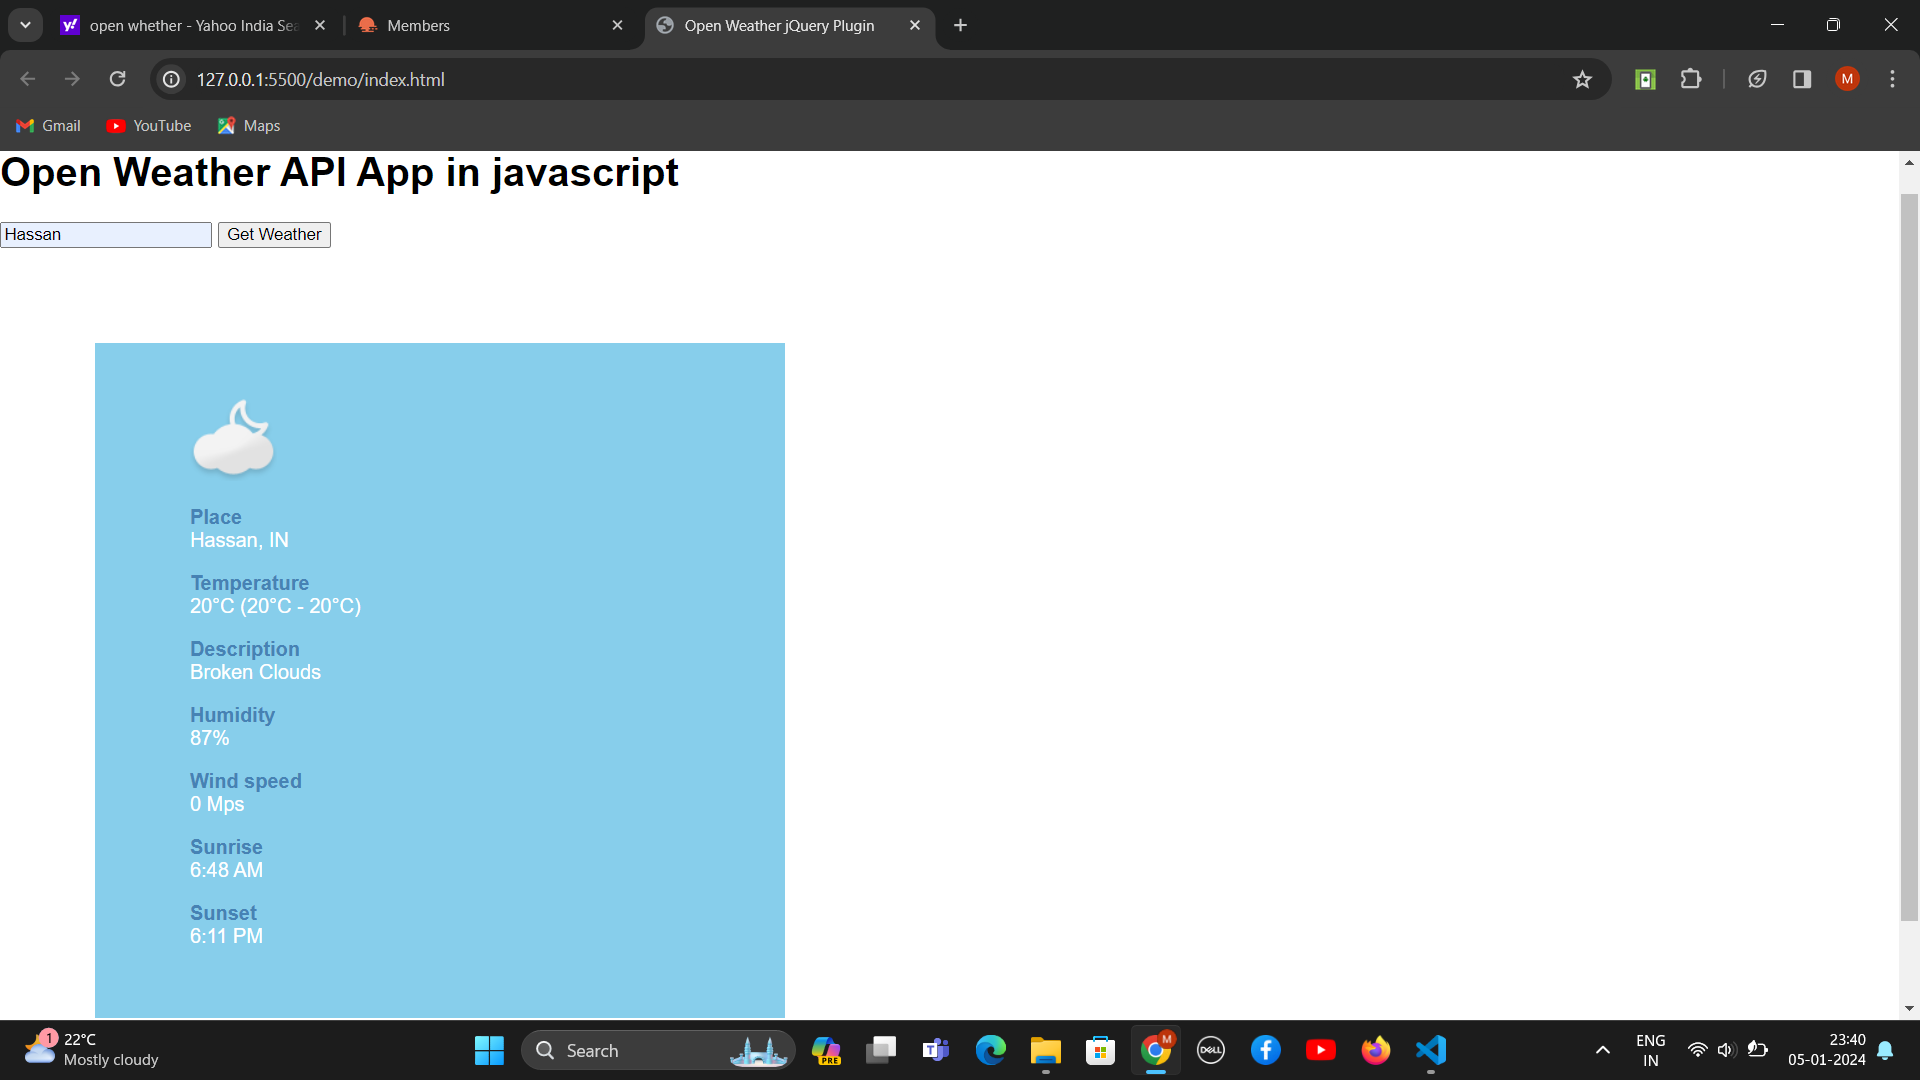 open whether - Yahoo India Sea
Members
Open Weather jQuery Plugin
127.0.0.1:5500/demo/index.html
M
Gmail
YouTube
Maps
Open Weather API App in javascript
Hassan
Get Weather
Place
Hassan, IN
Temperature
20°C (20°C - 20°C)
Description
Broken Clouds
Humidity
87%
Wind speed
0 Mps
Sunrise
6:48 AM
Sunset
6:11 PM
1
22°C
Mostly cloudy
Search
PRE
T
M
DELL
ENG
IN
23:40
05-01-2024